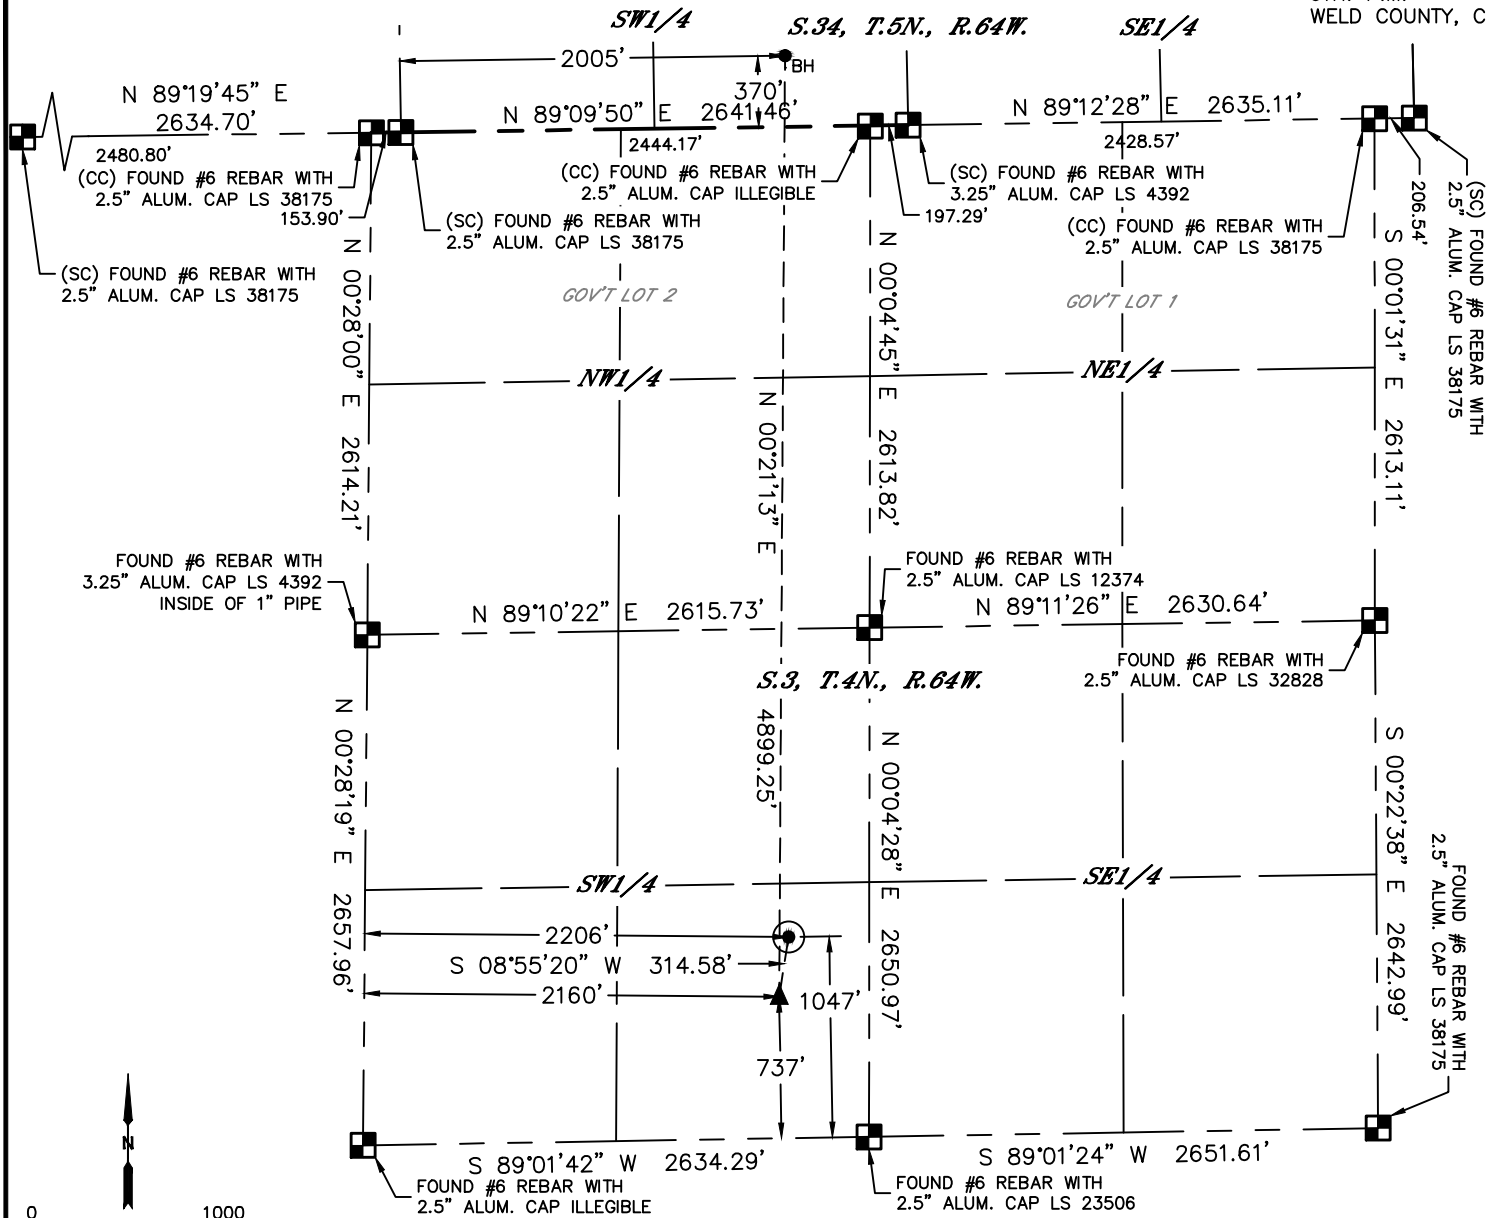 SW1/4
S.34, T.5N., R.64W.
SE1/4
WELD COUNTY, C
2005'
BH
370'
N 89°19'45" E
2634.70'
N 89°09'50" E 2641.46'
N 89°12'28" E 2635.11'
2480.80'
2444.17'
2428.57'
(CC) FOUND #6 REBAR WITH
2.5" ALUM. CAP LS 38175
153.90'
(CC) FOUND #6 REBAR WITH
2.5" ALUM. CAP ILLEGIBLE
(SC) FOUND #6 REBAR WITH
3.25" ALUM. CAP LS 4392
197.29'
206.54'
(SC) FOUND #6 REBAR WITH
2.5" ALUM. CAP LS 38175
(SC) FOUND #6 REBAR WITH
2.5" ALUM. CAP LS 38175
(CC) FOUND #6 REBAR WITH
2.5" ALUM. CAP LS 38175
(SC) FOUND #6 REBAR WITH
2.5" ALUM. CAP LS 38175
GOV'T LOT 2
GOV'T LOT 1
N 00°28'00" E 2614.21'
N 00°04'45" E 2613.82'
S 00°01'31" E 2613.11'
NW1/4
NE1/4
N 00°21'13" E 4899.25'
FOUND #6 REBAR WITH
3.25" ALUM. CAP LS 4392
INSIDE OF 1" PIPE
FOUND #6 REBAR WITH
2.5" ALUM. CAP LS 12374
N 89°10'22" E 2615.73'
N 89°11'26" E 2630.64'
FOUND #6 REBAR WITH
2.5" ALUM. CAP LS 32828
S.3, T.4N., R.64W.
N 00°28'19" E 2657.96'
N 00°04'28" E 2650.97'
S 00°22'38" E 2642.99'
SW1/4
SE1/4
FOUND #6 REBAR WITH
2.5" ALUM. CAP LS 38175
2206'
S 08°55'20" W 314.58'
2160'
1047'
737'
N
S 89°01'42" W 2634.29'
S 89°01'24" W 2651.61'
FOUND #6 REBAR WITH
2.5" ALUM. CAP ILLEGIBLE
FOUND #6 REBAR WITH
2.5" ALUM. CAP LS 23506
0 1000